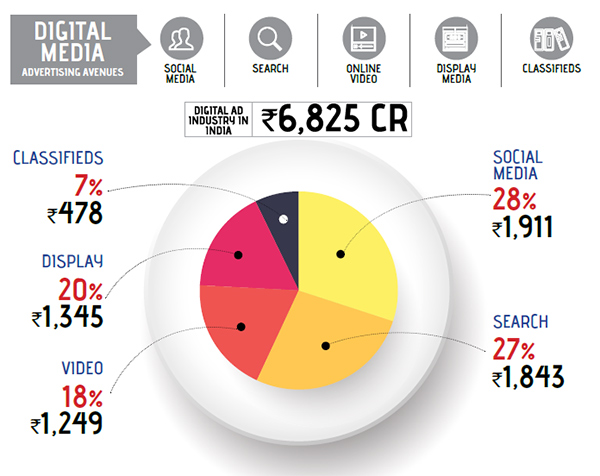 DIGITAL
MEDIA
ADVERTISING AVENUES
SOCIAL
MEDIA
SEARCH
ONLINE
VIDEO
DISPLAY
MEDIA
CLASSIFIEDS
DIGITAL AD
INDUSTRY IN
INDIA
₹6,825 CR
CLASSIFIEDS
7%
₹478
DISPLAY
20%
₹1,345
VIDEO
18%
₹1,249
SOCIAL
MEDIA
28%
₹1,911
SEARCH
27%
₹1,843